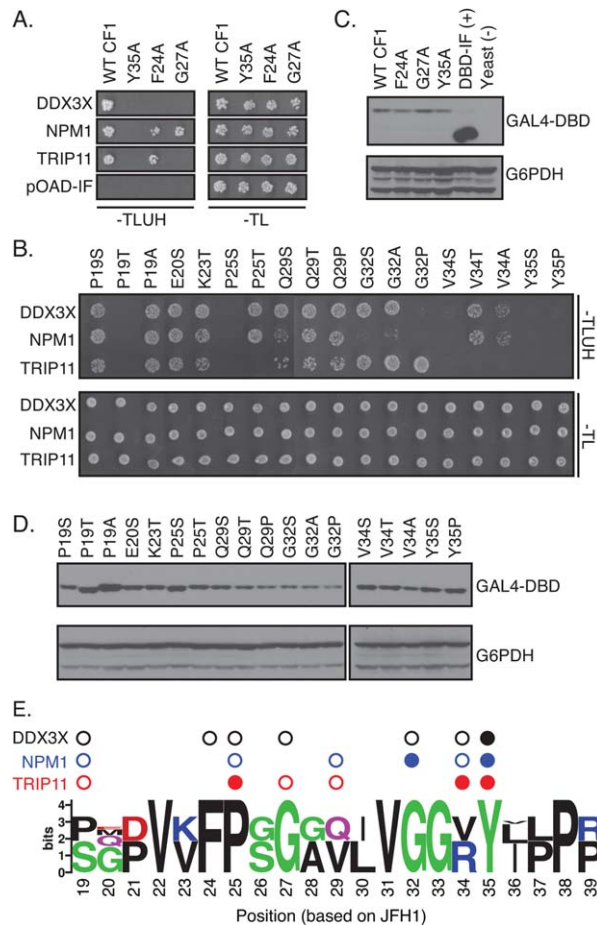 A.
WT CF1 Y35A F24A G27A WT CF1 Y35A F24A G27A
DDX3X
NPM1
TRIP11
pOAD-IF
-TLUH -TL
C.
WT CF1 F24A G27A Y35A DBD-IF (+) Yeast (-)
GAL4-DBD
G6PDH
B.
P19S P19T P19A E20S K23T P25S P25T Q29S Q29T Q29P G32S G32A G32P V34S V34T V34A Y35S Y35P
DDX3X
NPM1
TRIP11
-TLUH
DDX3X
NPM1
TRIP11
-TL
D.
P19S P19T P19A E20S K23T P25S P25T Q29S Q29T Q29P G32S G32A G32P V34S V34T V34A Y35S Y35P
GAL4-DBD
G6PDH
E.
DDX3X
NPM1
TRIP11
bits
4
3
2
1
0
P D V K F P G G G Q I V G G V Y L L P R
S G P V V S A V L R I P P P
19 20 21 22 23 24 25 26 27 28 29 30 31 32 33 34 35 36 37 38 39
Position (based on JFH1)